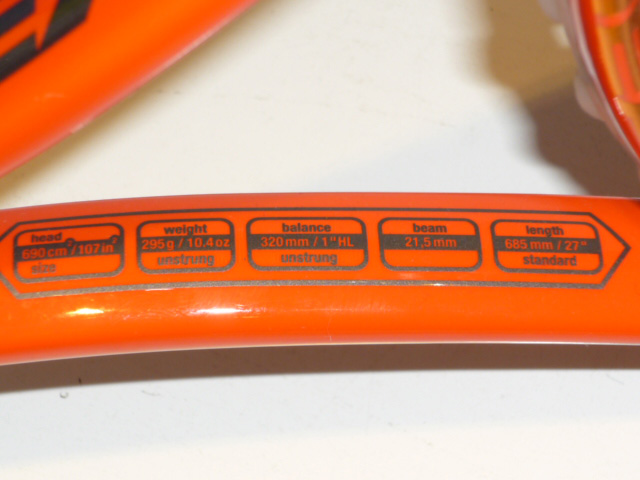 head
690 cm² / 107 in²
size
weight
295 g / 10.4 oz
unstrung
balance
320 mm / 1" HL
unstrung
beam
21,5 mm
length
685 mm / 27"
standard